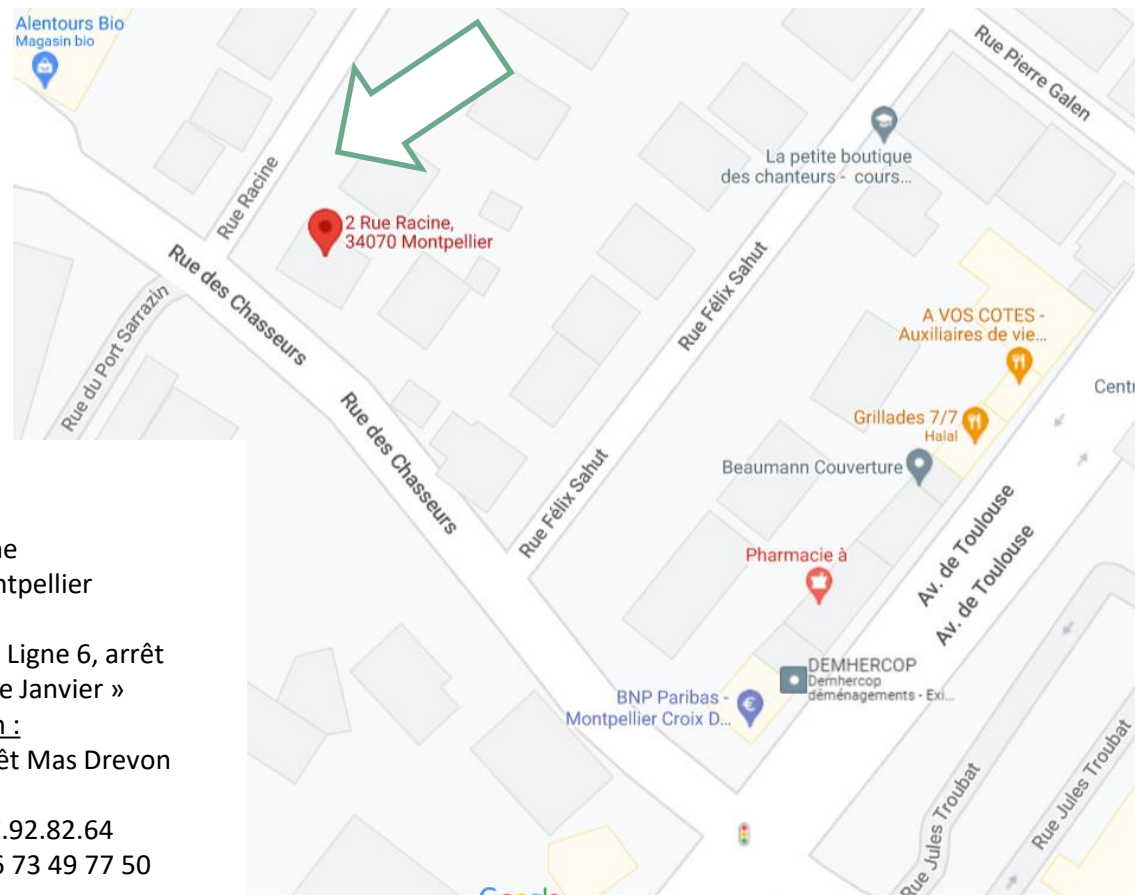 Alentours Bio
Magasin bio
Rue Racine
2 Rue Racine,
34070 Montpellier
Rue des Chasseurs
Rue du Port Sarrazin
Rue des Chasseurs
Rue Félix Sahut
Rue Félix Sahut
Rue Pierre Galen
La petite boutique
des chanteurs - cours...
A VOS COTES -
Auxiliaires de vie...
Grillades 7/7
Halal
Centr
Beaumann Couverture
Pharmacie à
Av. de Toulouse
Av. de Toulouse
DEMHERCOP
Demhercop
déménagements - Exi...
BNP Paribas -
Montpellier Croix D...
Rue Jules Troubat
Rue Jules Troubat
ne
ntpellier
Ligne 6, arrêt
e Janvier »
n :
êt Mas Drevon
.92.82.64
73 49 77 50